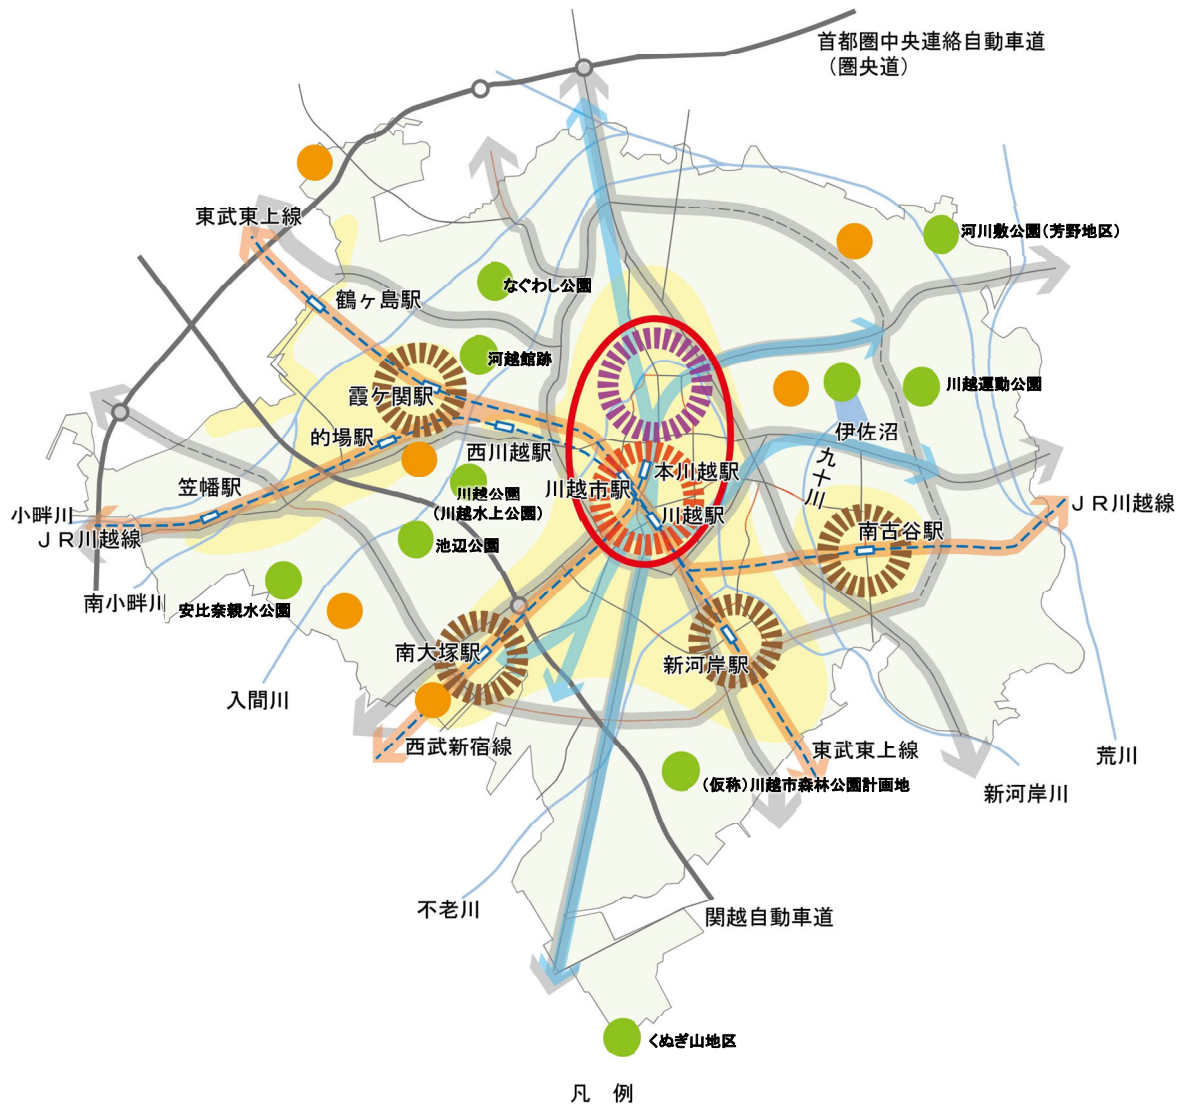 首都圏中央連絡自動車道
（圏央道）
東武東上線
河川敷公園（芳野地区）
なぐわし公園
鶴ヶ島駅
河越館跡
霞ケ関駅
川越運動公園
的場駅
西川越駅
伊佐沼
九十川
本川越駅
川越市駅
川越駅
笠幡駅
川越公園
（川越水上公園）
小畔川
ＪＲ川越線
ＪＲ川越線
南古谷駅
池辺公園
南小畔川
安比奈親水公園
南大塚駅
新河岸駅
入間川
西武新宿線
東武東上線
荒川
（仮称）川越市森林公園計画地
新河岸川
不老川
関越自動車道
くぬぎ山地区
凡 例